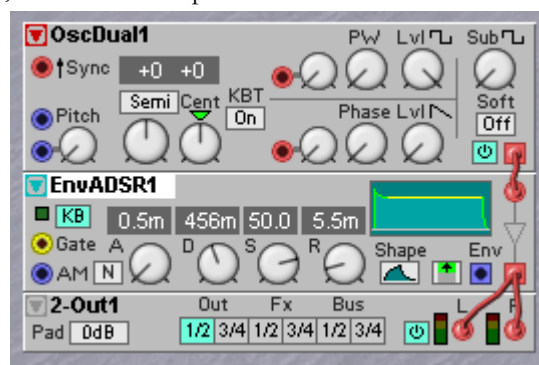 OscDual1 PW Lvl Sub
Sync +0 +0
Semi Cent KBT
Pitch On Phase Lvl Soft
Off
EnvADSR1
KB 0.5m 456m 50.0 5.5m
Gate A D S R Shape Env
AM N
2-Out1 Out Fx Bus L R
Pad 0dB 1/2 3/4 1/2 3/4 1/2 3/4